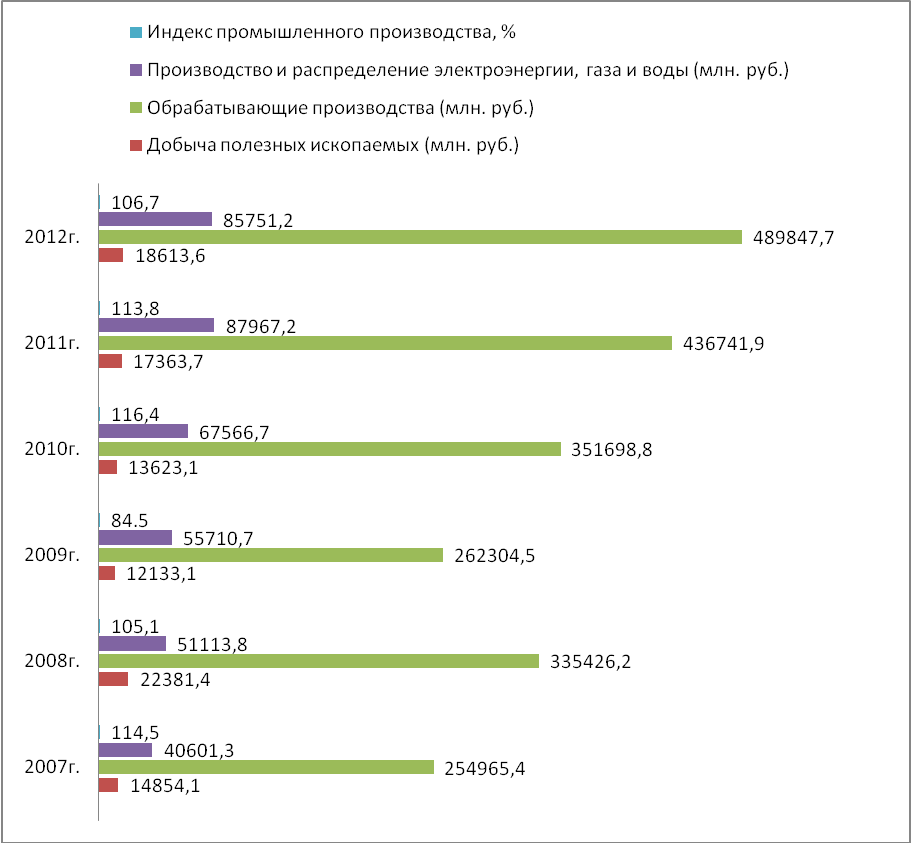 Индекс промышленного производства, %
Производство и распределение электроэнергии, газа и воды (млн. руб.)
Обрабатывающие производства (млн. руб.)
Добыча полезных ископаемых (млн. руб.)
106,7
85751,2
2012г.
489847,7
18613,6
113,8
87967,2
2011г.
436741,9
17363,7
116,4
67566,7
2010г.
351698,8
13623,1
84.5
55710,7
2009г.
262304,5
12133,1
105,1
51113,8
2008г.
335426,2
22381,4
114,5
40601,3
2007г.
254965,4
14854,1